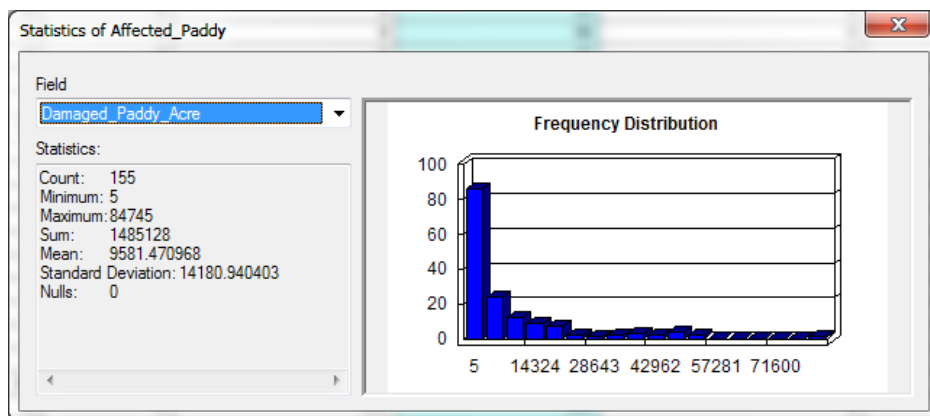 Statistics of Affected_Paddy
Field
Damaged_Paddy_Acre
Statistics:
Count: 155
Minimum: 5
Maximum: 84745
Sum: 1485128
Mean: 9581.470968
Standard Deviation: 14180.940403
Nulls: 0
Frequency Distribution
100
80
60
40
20
0
5 14324 28643 42962 57281 71600